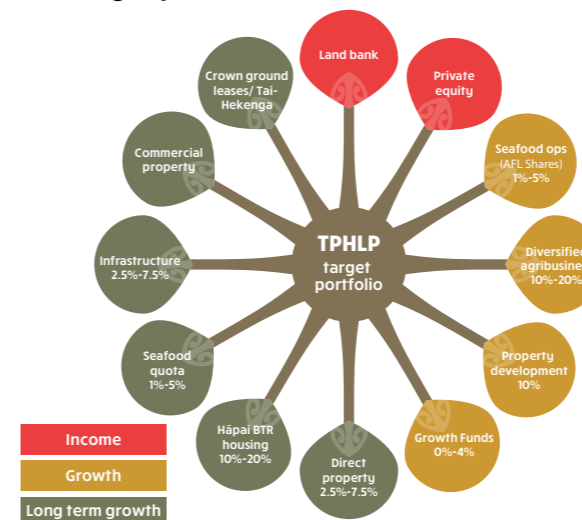 Land bank
Private
equity
Seafood ops
(AFL Shares)
1%-5%
Diversified
agribusiness
10%-20%
Property
development
10%
Growth Funds
0%-4%
Direct
property
2.5%-7.5%
Hāpai BTR
housing
10%-20%
Seafood
quota
1%-5%
Infrastructure
2.5%-7.5%
Commercial
property
Crown ground
leases/ Tai-
Hekenga
TPHLP
target
portfolio
Income
Growth
Long term growth